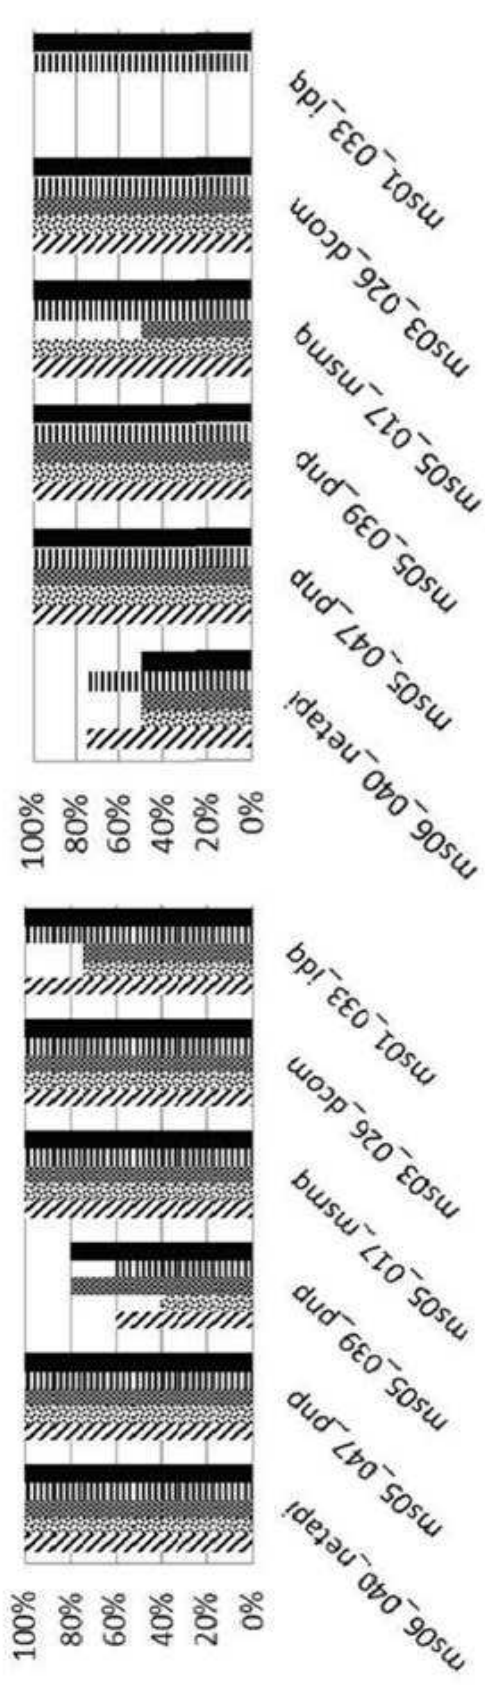 100%
80%
60%
40%
20%
0%
ms06_040_netapi
ms05_047_pnp
ms05_039_pnp
ms05_017_msmq
ms03_026_dcom
ms01_033_idq
100%
80%
60%
40%
20%
0%
ms06_040_netapi
ms05_047_pnp
ms05_039_pnp
ms05_017_msmq
ms03_026_dcom
ms01_033_idq